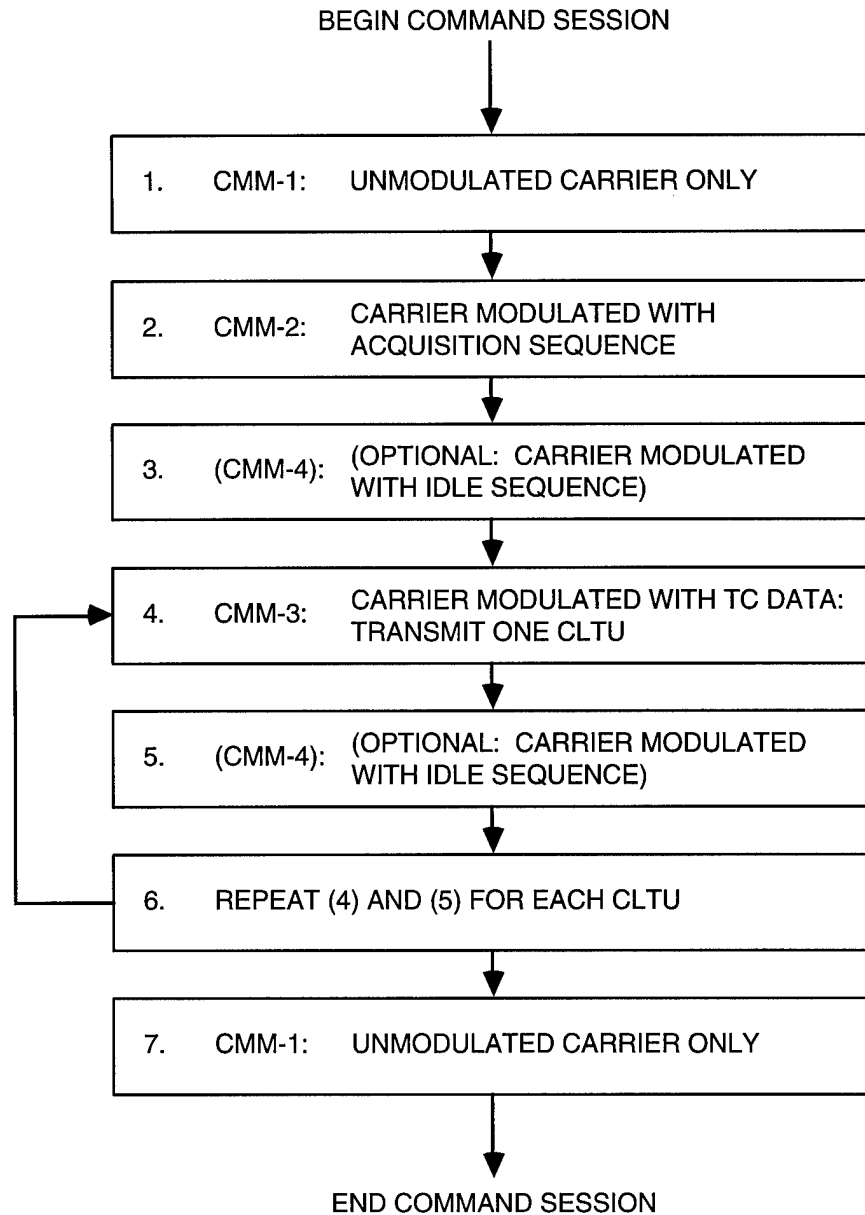 BEGIN COMMAND SESSION
1. CMM-1: UNMODULATED CARRIER ONLY
2. CMM-2: CARRIER MODULATED WITH
ACQUISITION SEQUENCE
3. (CMM-4): (OPTIONAL: CARRIER MODULATED
WITH IDLE SEQUENCE)
4. CMM-3: CARRIER MODULATED WITH TC DATA:
TRANSMIT ONE CLTU
5. (CMM-4): (OPTIONAL: CARRIER MODULATED
WITH IDLE SEQUENCE)
6. REPEAT (4) AND (5) FOR EACH CLTU
7. CMM-1: UNMODULATED CARRIER ONLY
END COMMAND SESSION